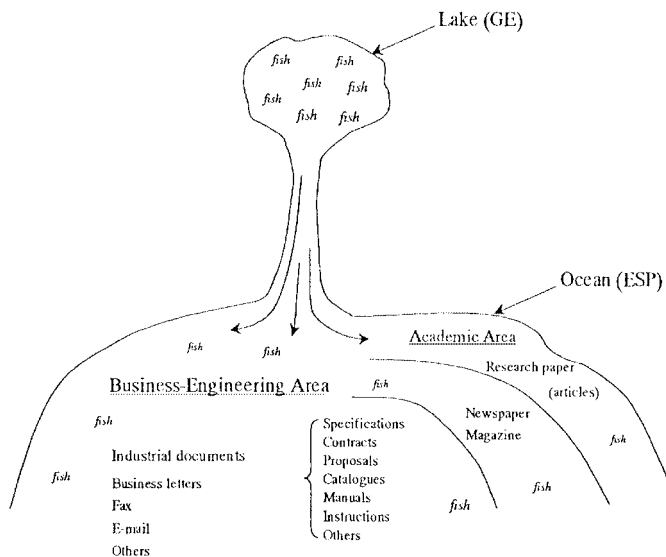 Lake (GE)
fish fish
fish fish
fish
fish fish
Ocean (ESP)
Academic Area
fish fish
Research paper
(articles)
Business-Engineering Area
fish
Newspaper
Magazine
fish
fish
Industrial documents
Business letters
Fax
E-mail
Others
Specifications
Contracts
Proposals
Catalogues
Manuals
Instructions
Others
fish
fish
fish
fish